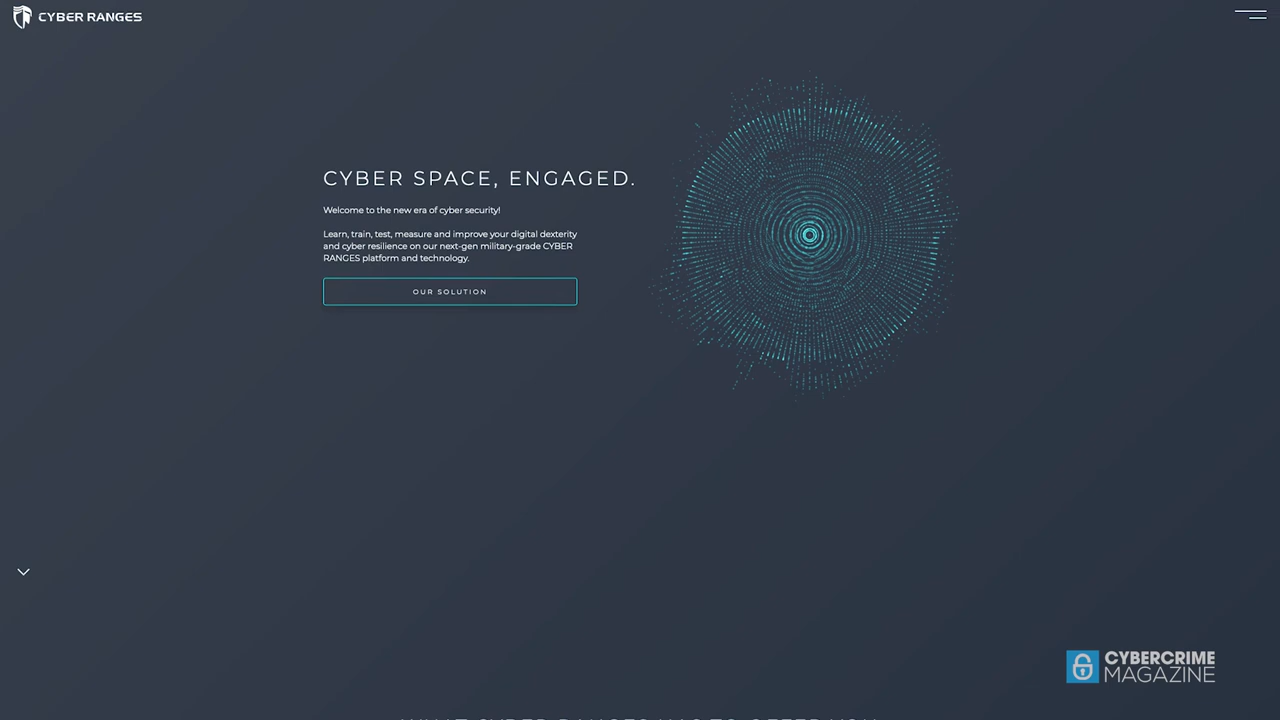 CYBER RANGES
CYBER SPACE, ENGAGED.
Welcome to the new era of cyber security!
Learn, train, test, measure and improve your digital dexterity
and cyber resilience on our next-gen military-grade CYBER
RANGES platform and technology.
OUR SOLUTION
CYBERCRIME
MAGAZINE